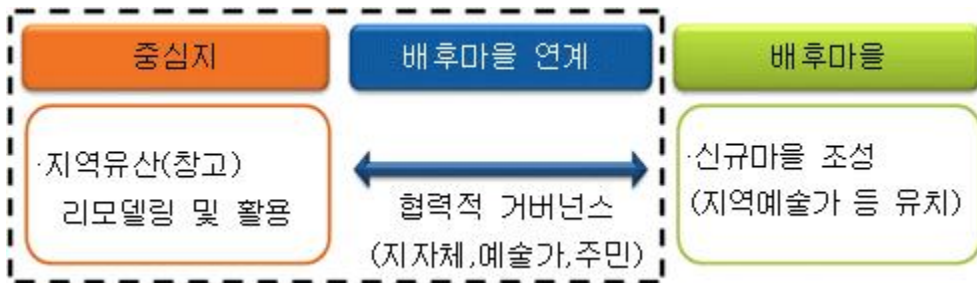 중심지
배후마을 연계
배후마을
·지역유산(창고)
리모델링 및 활용
협력적 거버넌스
(지자체,예술가,주민)
·신규마을 조성
(지역예술가 등 유치)